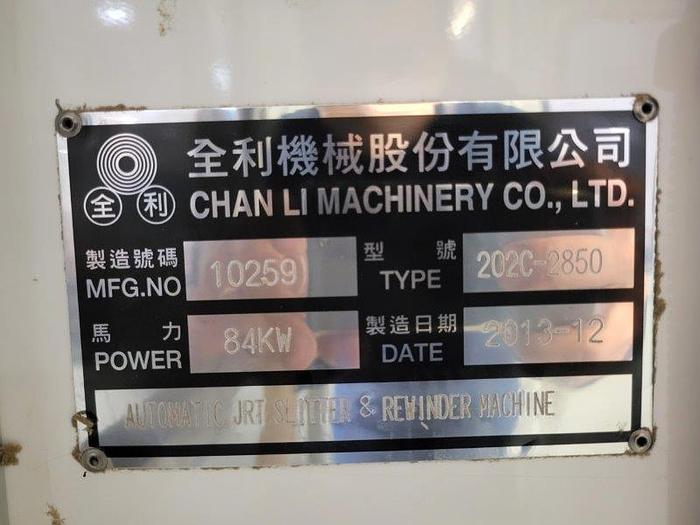 全利機械股份有限公司
全利 CHAN LI MACHINERY CO., LTD.
製造號碼 型號
MFG.NO 10259 TYPE 202C-2850
馬力 製造日期
POWER 84KW DATE 2013-12
AUTOMATIC JRT SLITTER & REWINDER MACHINE